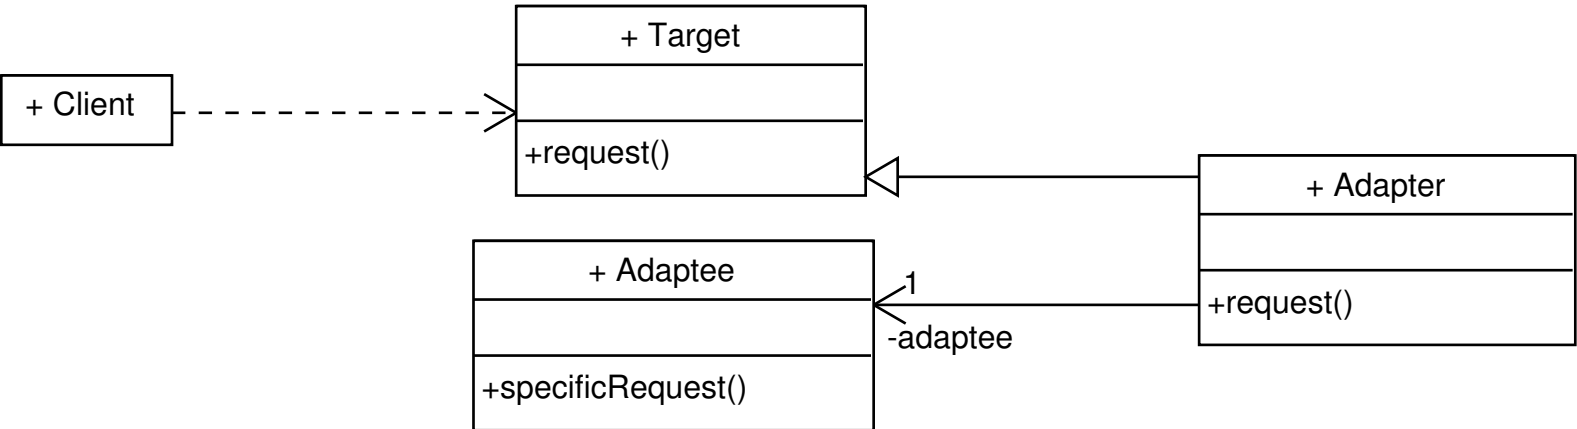 + Target
+ Client
+request()
+ Adapter
+ Adaptee
1
+request()
-adaptee
+specificRequest()